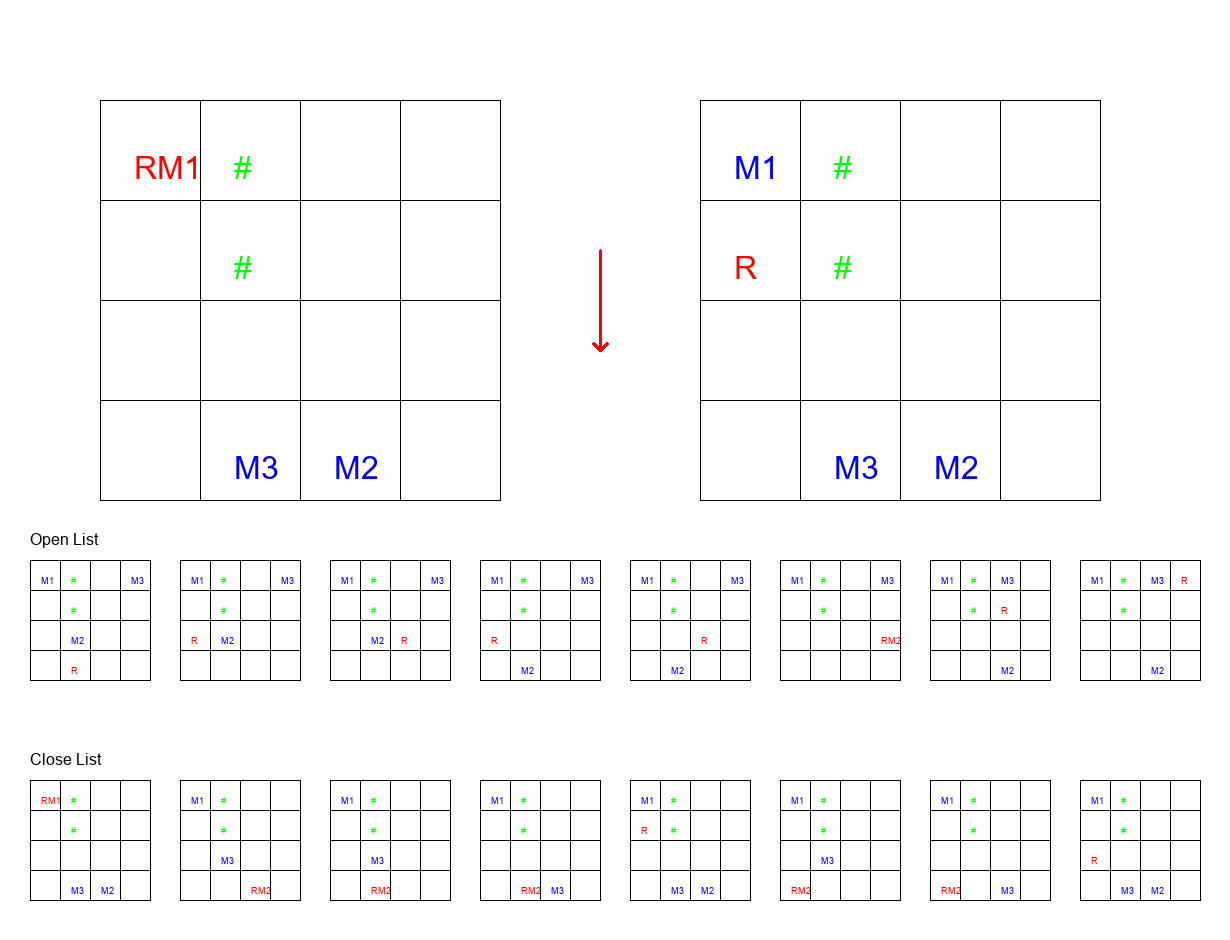 RM1 # M1 #
# R #
M3 M2 M3 M2
Open List
M1 # M3 M1 # M3 M1 # M3 M1 # M3 M1 # M3 M1 # M3 M1 # M3 M1 # M3 R
# # # # # # # R #
M2 R M2 M2 R R R RM2
R M2 M2 M2 M2
Close List
RM1 # M1 # M1 # M1 # M1 # M1 # M1 # M1 #
# # # # R # # # #
M3 M3 M3 R
M3 M2 RM2 RM2 RM2 M3 M3 M2 RM2 RM2 M3 M3 M2